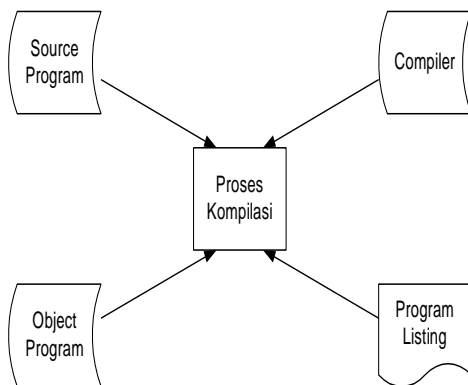 Source
Program
Compiler
Proses
Kompilasi
Object
Program
Program
Listing